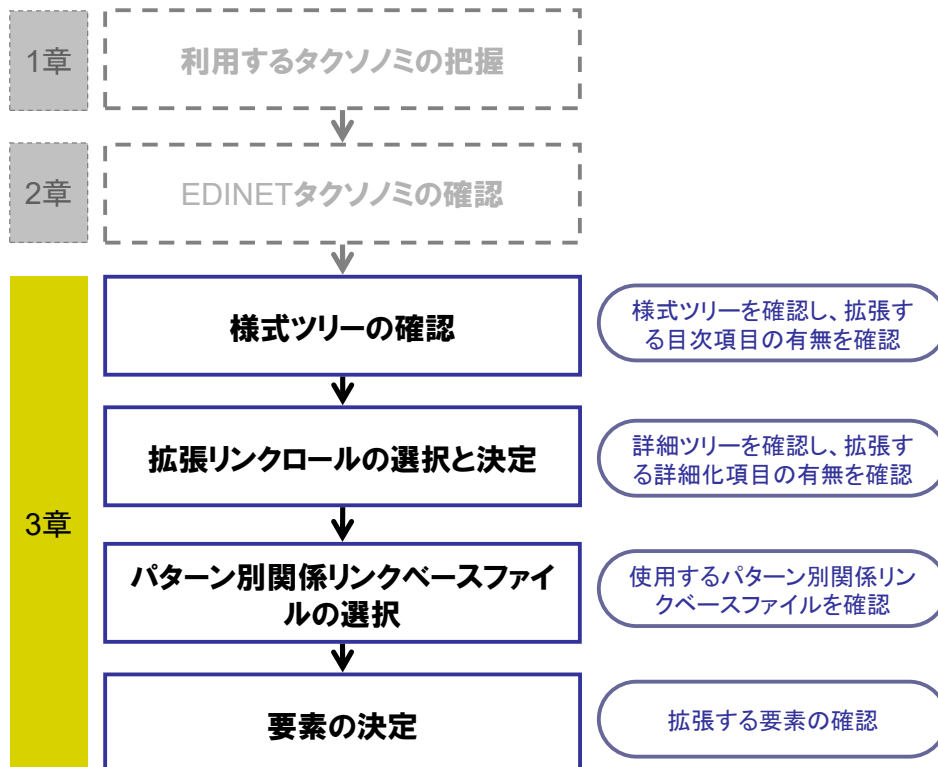 1章
利用するタクソノミの把握
2章
EDINETタクソノミの確認
3章
様式ツリーの確認
様式ツリーを確認し、拡張す
る目次項目の有無を確認
拡張リンクロールの選択と決定
詳細ツリーを確認し、拡張す
る詳細化項目の有無を確認
パターン別関係リンクベースファイ
ルの選択
使用するパターン別関係リン
クベースファイルを確認
要素の決定
拡張する要素の確認